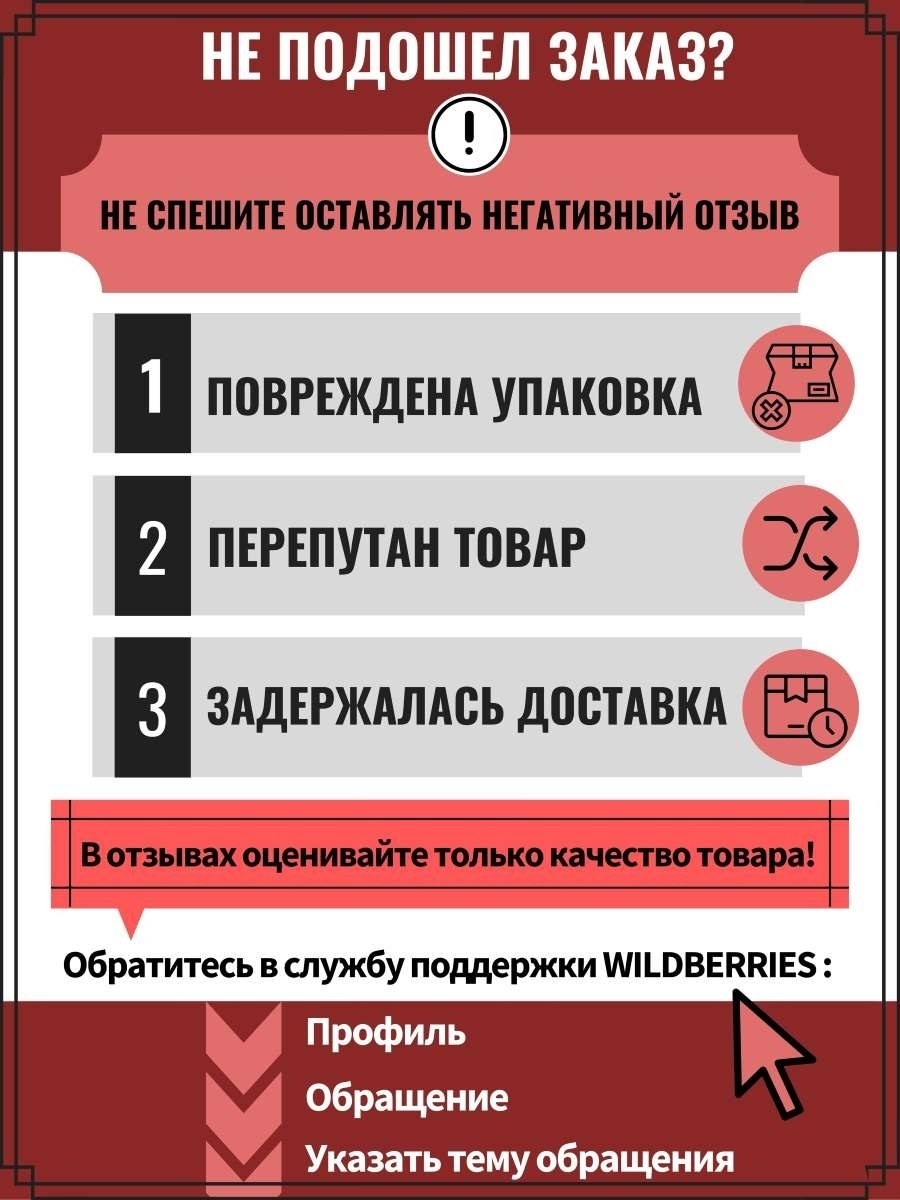 НЕ ПОДОШЕЛ ЗАКАЗ?
!
НЕ СПЕШИТЕ ОСТАВЛЯТЬ НЕГАТИВНЫЙ ОТЗЫВ
1 ПОВРЕЖДЕНА УПАКОВКА
2 ПЕРЕПУТАН ТОВАР
3 ЗАДЕРЖАЛАСЬ ДОСТАВКА
В отзывах оценивайте только качество товара!
Обратитесь в службу поддержки WILDBERRIES :
Профиль
Обращение
Указать тему обращения